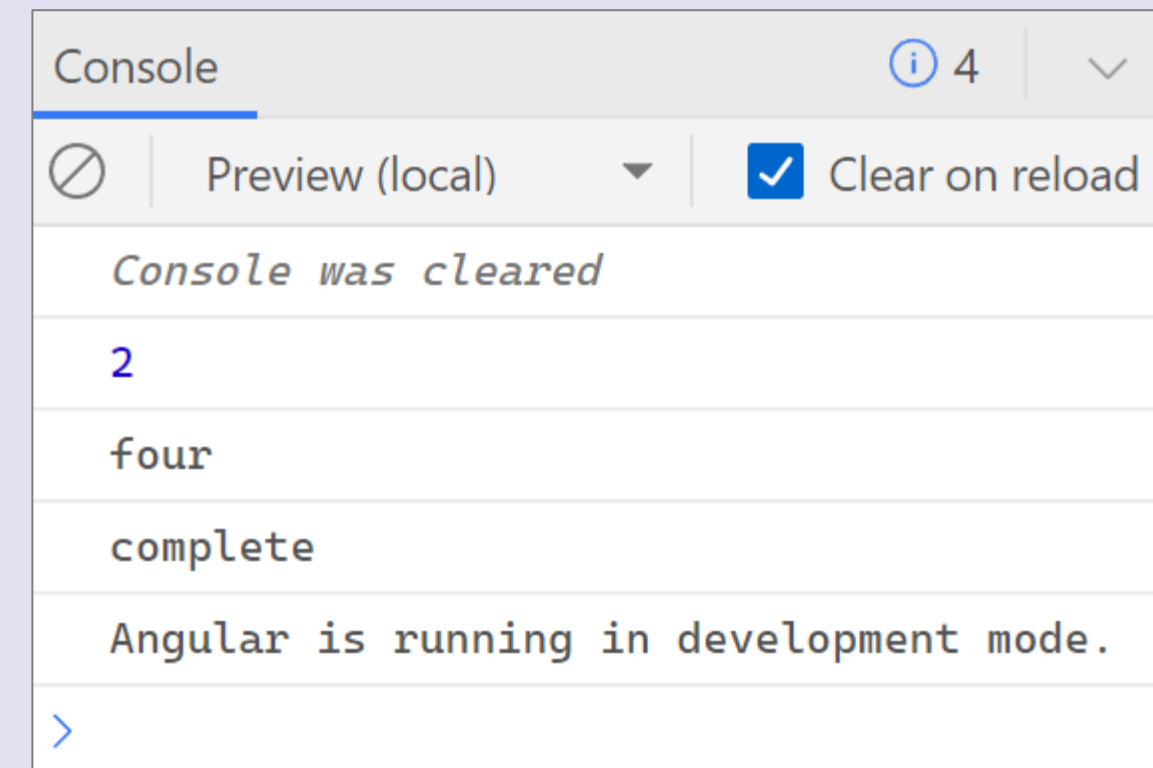 Console 4
Preview (local) Clear on reload
Console was cleared
2
four
complete
Angular is running in development mode.
>